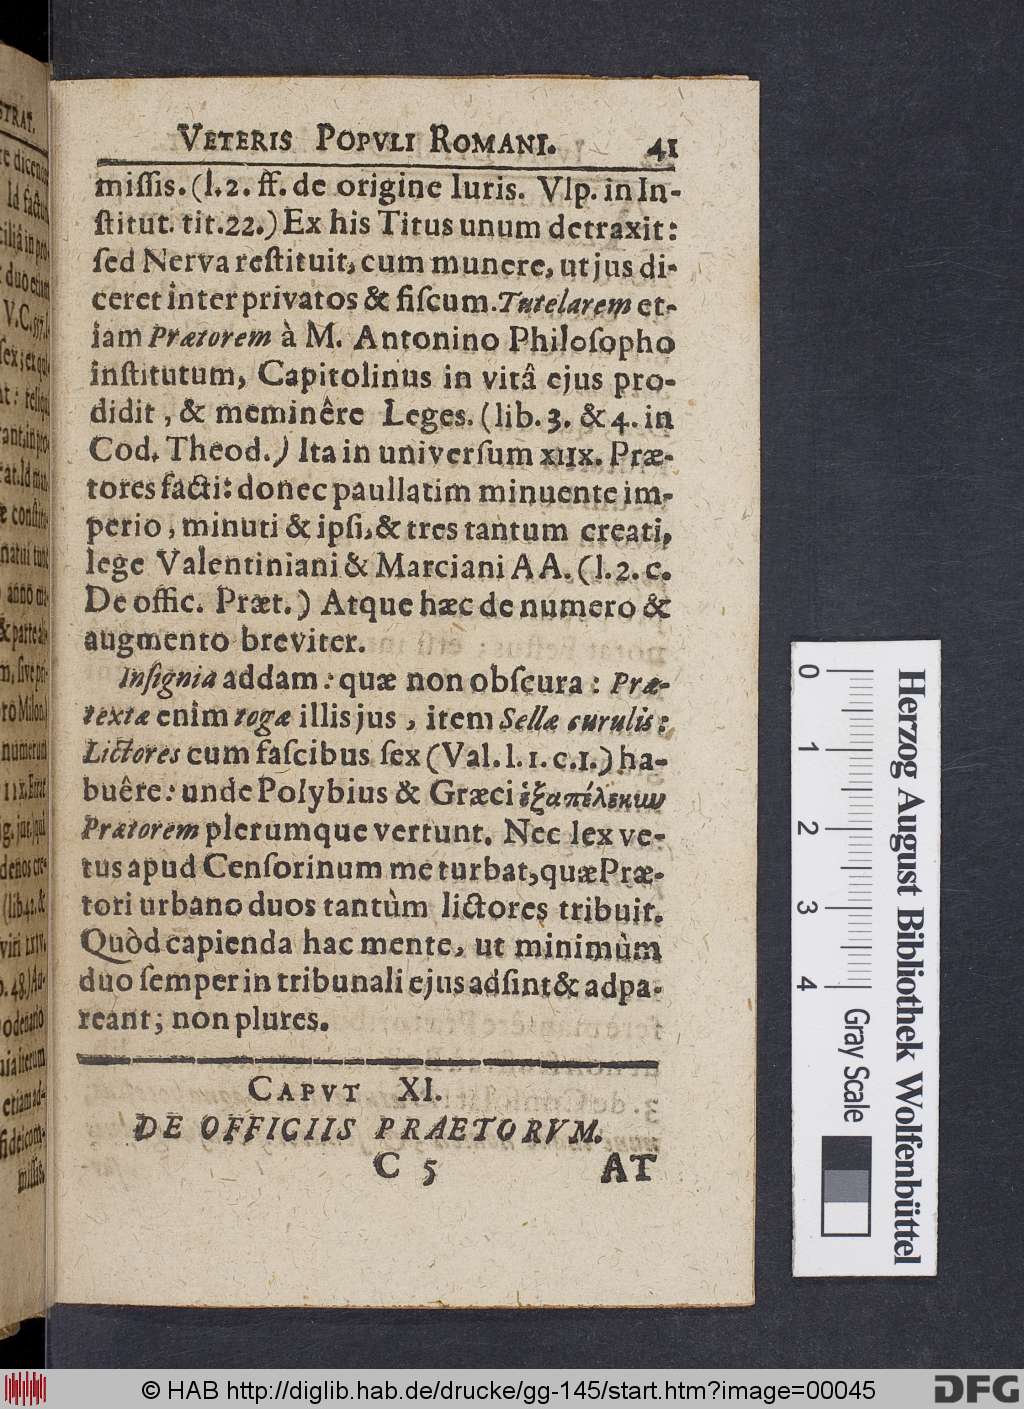 VETERIS POPVLI ROMANI. 41
miſſis. (l. 2. ff. de origine Iuris. Vlp. in In-
ſtitut. tit. 22.) Ex his Titus unum detraxit:
ſed Nerva reſtituit, cum munere, ut jus di-
ceret inter privatos & fiſcum. Tutelarem et-
iam Prætorem à M. Antonino Philoſopho
inſtitutum, Capitolinus in vitâ ejus pro-
didit, & meminêre Leges. (lib. 3. & 4. in
Cod. Theod.) Ita in univerſum XIIX. Præ-
tores facti: donec paullatim minuente im-
perio, minuti & ipſi, & tres tantum creati,
lege Valentiniani & Marciani A A. (l. 2. c.
De offic. Præt.) Atque hæc de numero &
augmento breviter.
Inſignia addam: quæ non obſcura: Præ-
textæ enim togæ illis jus, item Sellæ curulis:
Lictores cum faſcibus ſex (Val. l. 1. c. 1.) ha-
buêre: unde Polybius & Græci ἑξαπέλεκυν
Prætorem plerumque vertunt. Nec lex ve-
tus apud Cenſorinum me turbat, quæ Præ-
tori urbano duos tantùm lictores tribuit.
Quòd capienda hac mente, ut minimùm
duo ſemper in tribunali ejus adſint & adpa-
reant; non plures.
CAPVT XI.
DE OFFICIIS PRAETORVM.
C 5 AT
Herzog August Bibliothek Wolfenbüttel
0 1 2 3 4 Gray Scale
© HAB http://diglib.hab.de/drucke/gg-145/start.htm?image=00045
DFG